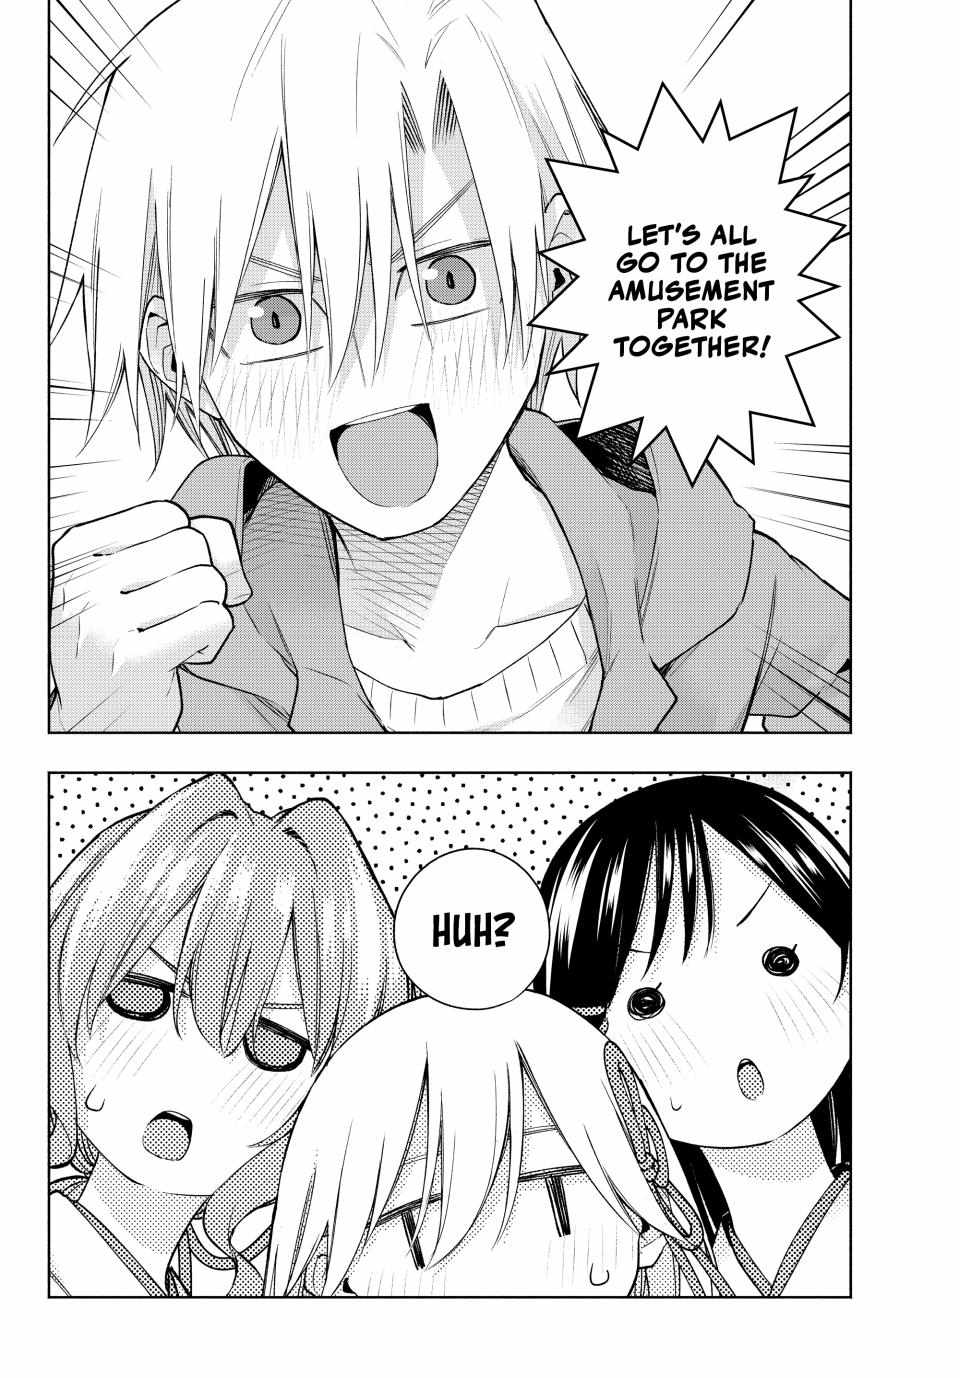 LET'S ALL
GO TO THE
AMUSEMENT
PARK
TOGETHER!
HUH?